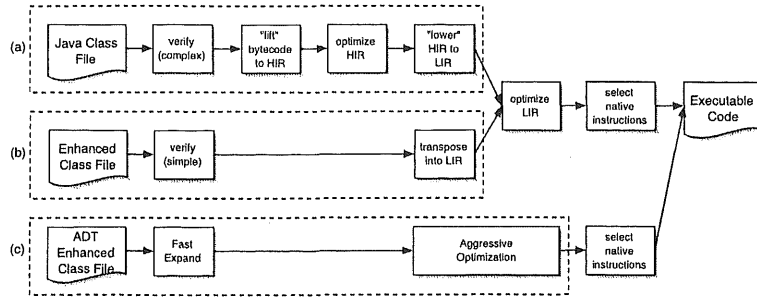 (a)
Java Class
File
verify
(complex)
"lift"
bytecode
to HIR
optimize
HIR
"lower"
HIR to
LIR
optimize
LIR
select
native
instructions
Executable
Code
(b)
Enhanced
Class File
verify
(simple)
transpose
into LIR
(c)
ADT
Enhanced
Class File
Fast
Expand
Aggressive
Optimization
select
native
instructions